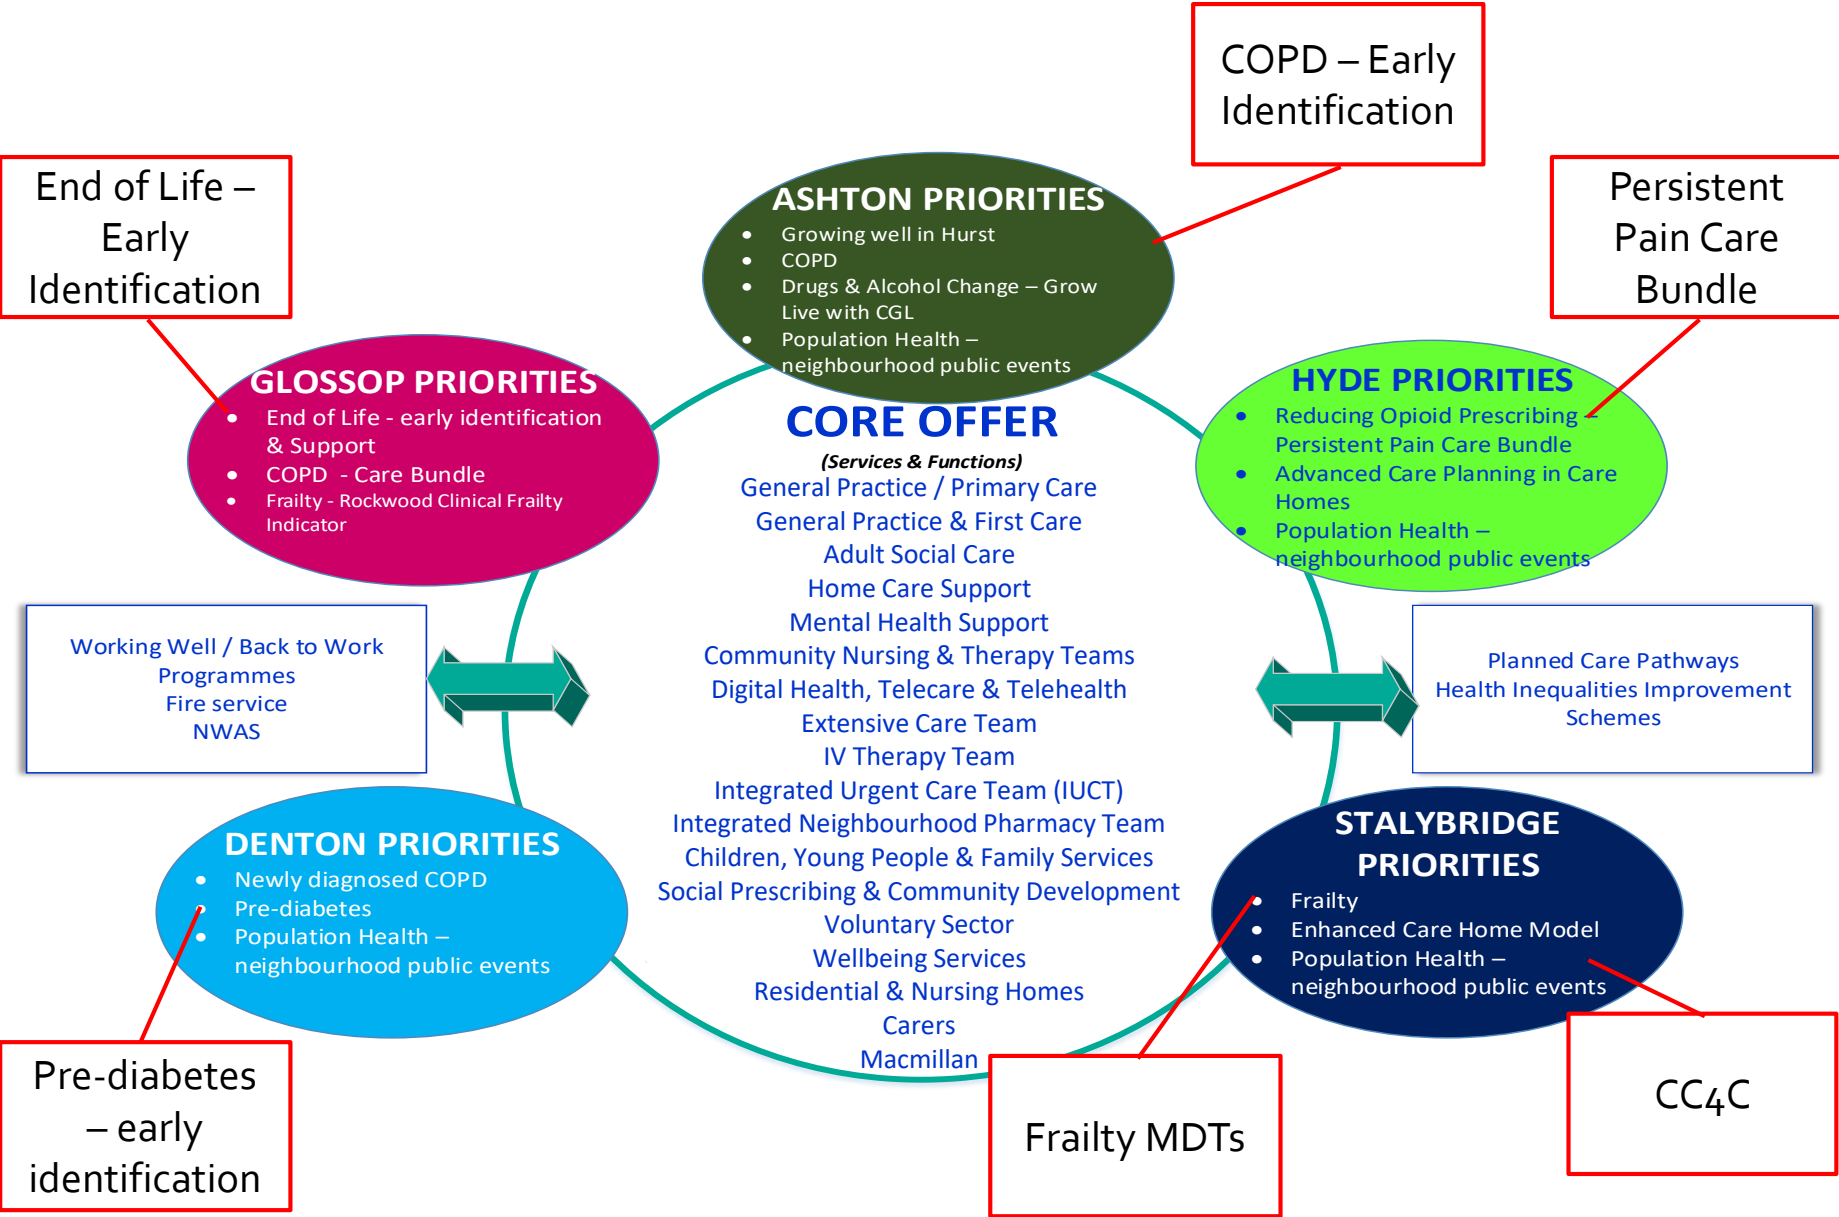 COPD – Early
Identification
End of Life –
Early
Identification
Persistent
Pain Care
Bundle
ASHTON PRIORITIES
• Growing well in Hurst
• COPD
• Drugs & Alcohol Change – Grow
Live with CGL
• Population Health –
neighbourhood public events
GLOSSOP PRIORITIES
• End of Life - early identification
& Support
• COPD - Care Bundle
• Frailty - Rockwood Clinical Frailty
Indicator
HYDE PRIORITIES
• Reducing Opioid Prescribing –
Persistent Pain Care Bundle
• Advanced Care Planning in Care
Homes
• Population Health –
neighbourhood public events
CORE OFFER
(Services & Functions)
General Practice / Primary Care
General Practice & First Care
Adult Social Care
Home Care Support
Mental Health Support
Community Nursing & Therapy Teams
Digital Health, Telecare & Telehealth
Extensive Care Team
IV Therapy Team
Integrated Urgent Care Team (IUCT)
Integrated Neighbourhood Pharmacy Team
Children, Young People & Family Services
Social Prescribing & Community Development
Voluntary Sector
Wellbeing Services
Residential & Nursing Homes
Carers
Macmillan
Working Well / Back to Work
Programmes
Fire service
NWAS
Planned Care Pathways
Health Inequalities Improvement
Schemes
DENTON PRIORITIES
• Newly diagnosed COPD
• Pre-diabetes
• Population Health –
neighbourhood public events
STALYBRIDGE
PRIORITIES
• Frailty
• Enhanced Care Home Model
• Population Health –
neighbourhood public events
Pre-diabetes
– early
identification
Frailty MDTs
CC4C